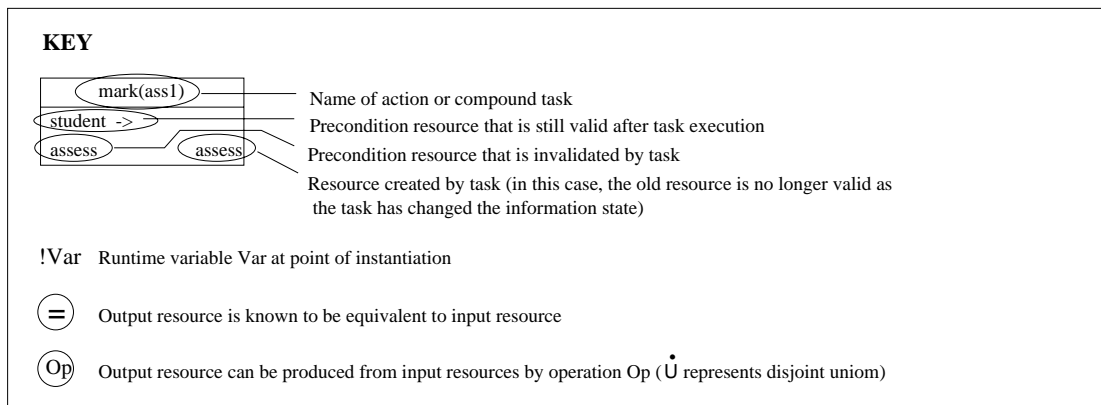 KEY
mark(ass1)
Name of action or compound task
student ->
Precondition resource that is still valid after task execution
assess
assess
Precondition resource that is invalidated by task
Resource created by task (in this case, the old resource is no longer valid as
the task has changed the information state)
!Var Runtime variable Var at point of instantiation
= Output resource is known to be equivalent to input resource
Op Output resource can be produced from input resources by operation Op ( U̇ represents disjoint uniom)